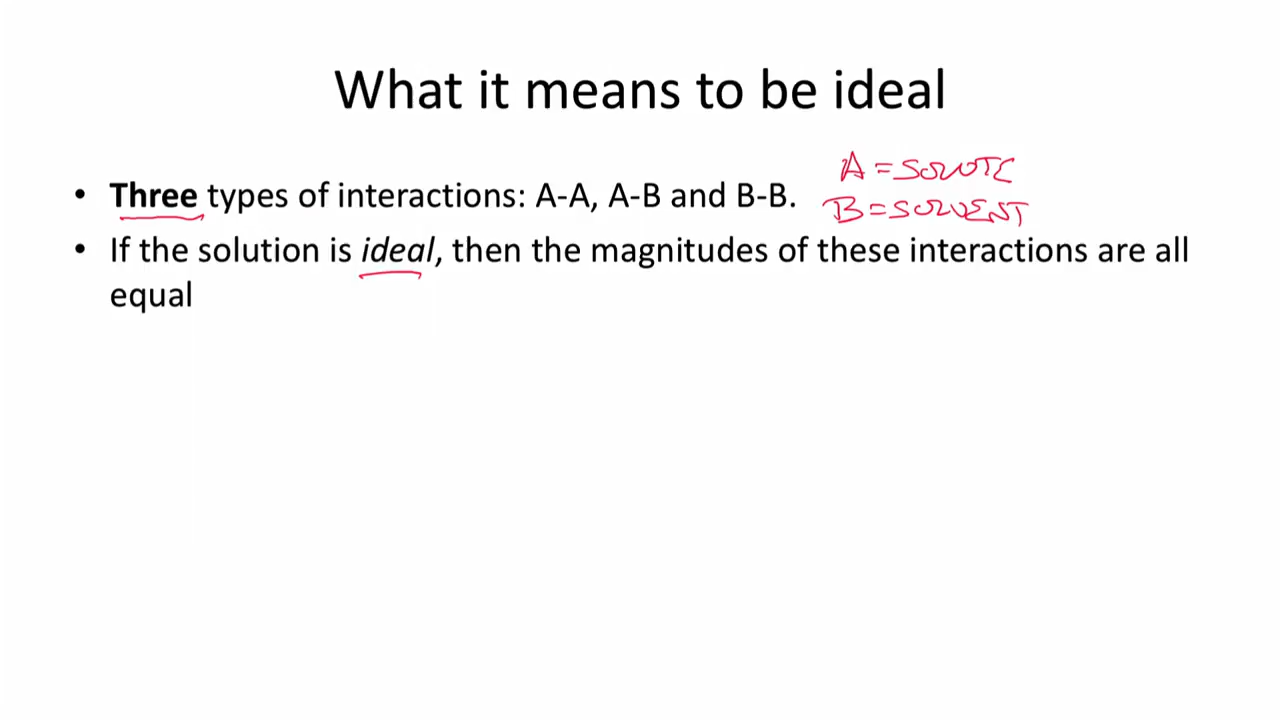 What it means to be ideal
• Three types of interactions: A-A, A-B and B-B.
A = SOLUTE
B = SOLVENT
• If the solution is ideal, then the magnitudes of these interactions are all
equal